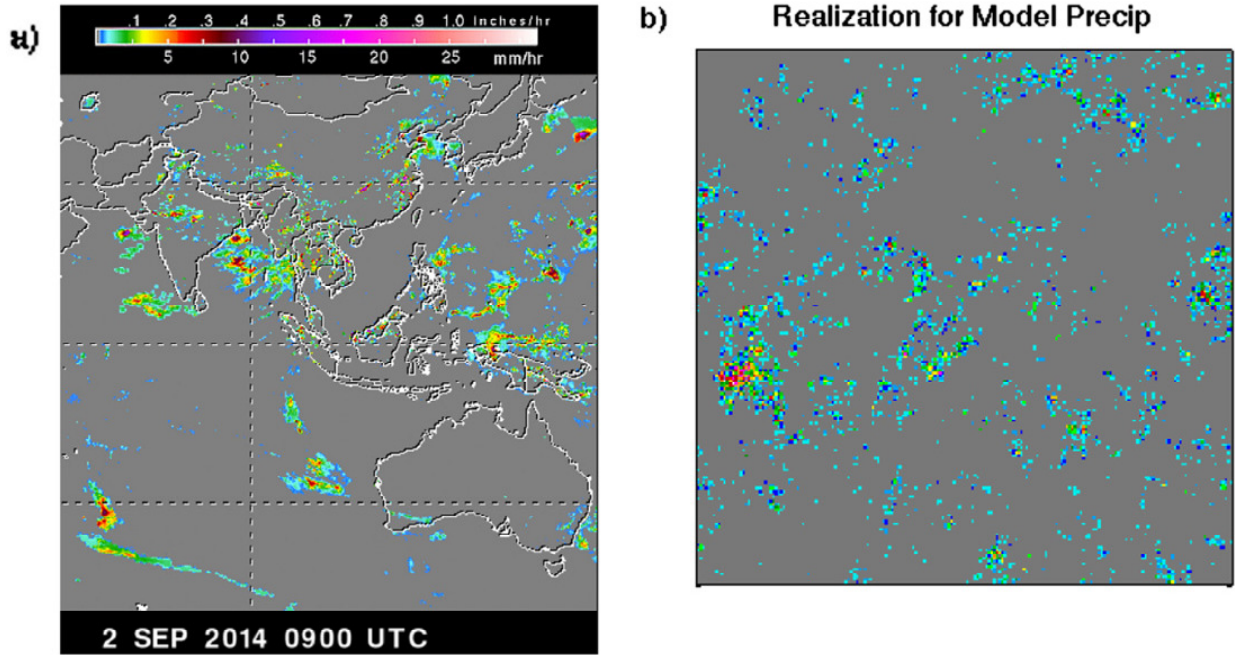 a)
.1 .2 .3 .4 .5 .6 .7 .8 .9 1.0 Inches/hr
5 10 15 20 25 mm/hr
2 SEP 2014 0900 UTC
b) Realization for Model Precip